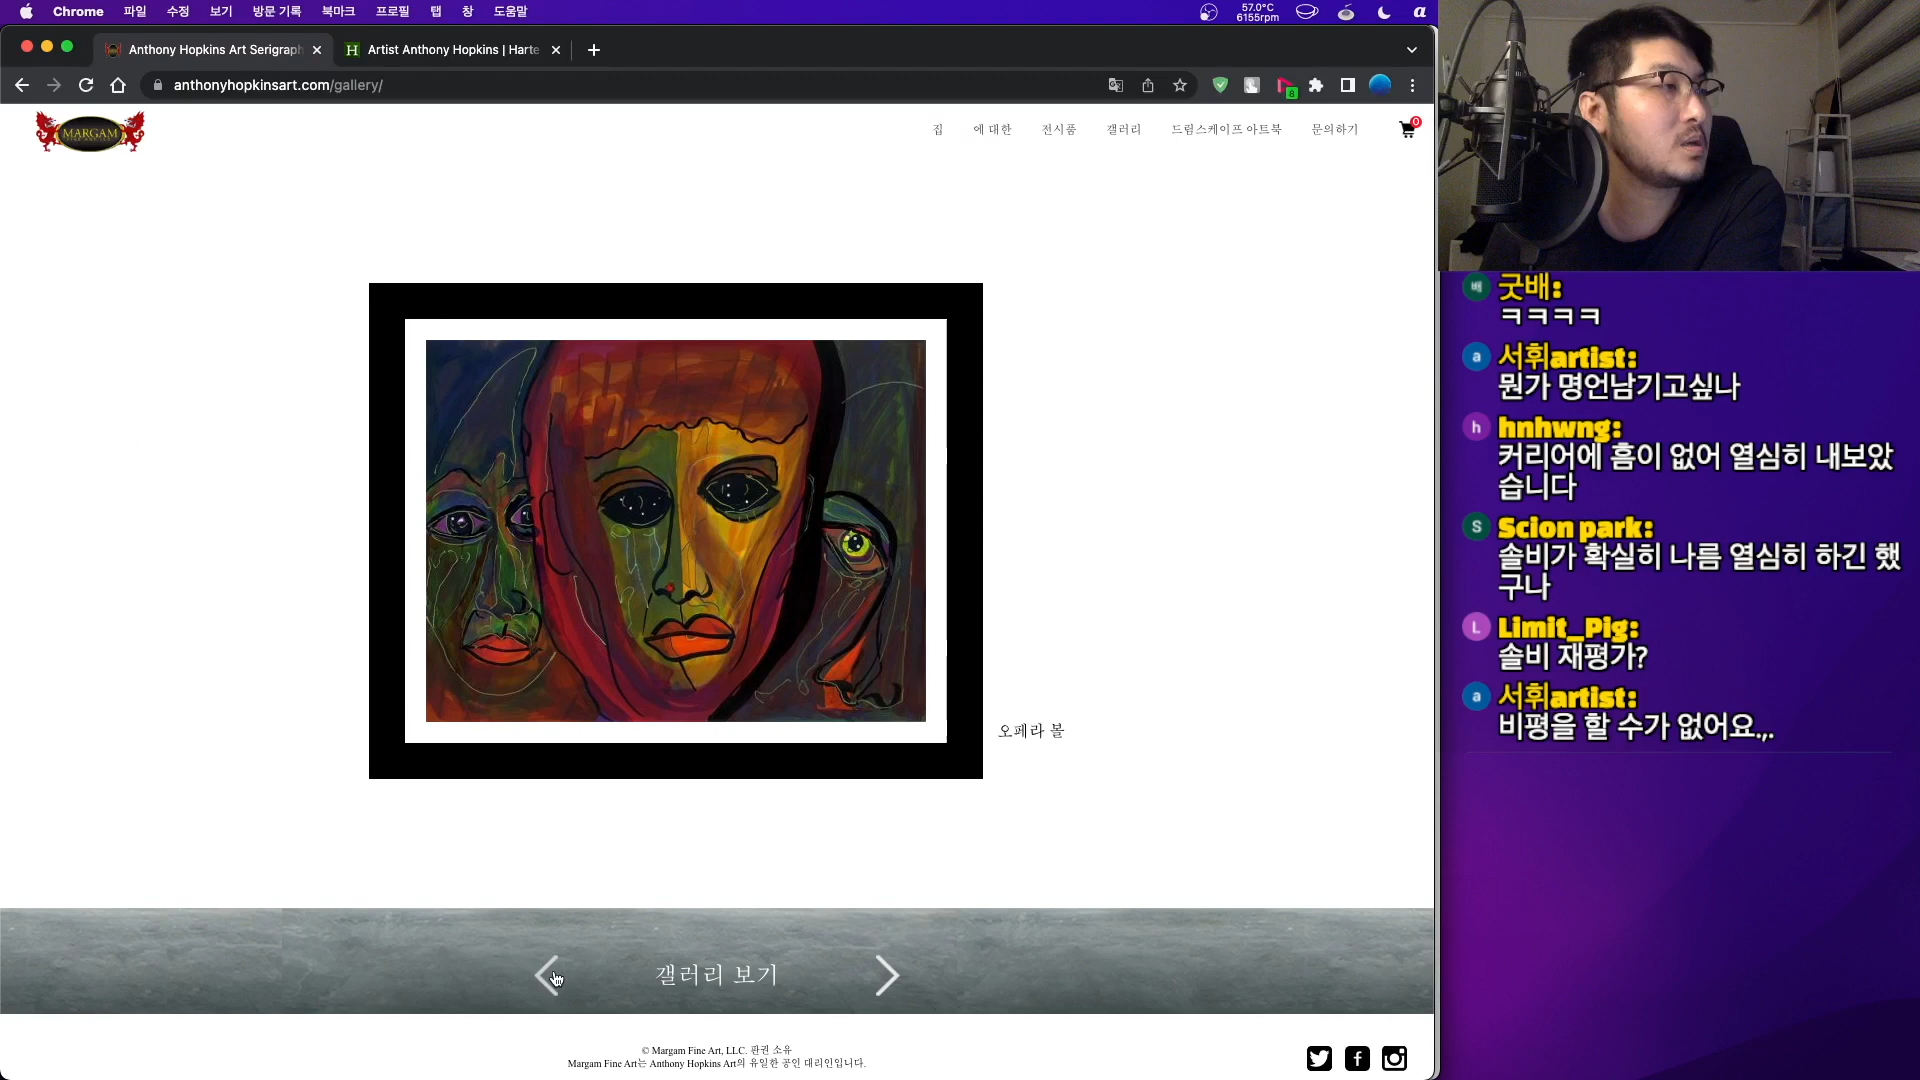 Chrome 파일 수정 보기 방문 기록 북마크 프로필 탭 창 도움말
57.0°C
6155rpm
Anthony Hopkins Art Serigraph
Artist Anthony Hopkins | Harte
anthonyhopkinsart.com/gallery/
8
MARGAM
집 에 대한 전시품 갤러리 드림스케이프 아트북 문의하기
0
오페라 볼
갤러리 보기
© Margam Fine Art, LLC. 판권 소유
Margam Fine Art는 Anthony Hopkins Art의 유일한 공인 대리인입니다.
배 굿배:
ㅋㅋㅋㅋ
a 서휘artist:
뭔가 명언남기고싶나
h hnhwng:
커리어에 흠이 없어 열심히 내보았
습니다
S Scion park:
솔비가 확실히 나름 열심히 하긴 했
구나
L Limit_Pig:
솔비 재평가?
a 서휘artist:
비평을 할 수가 없어요.,.